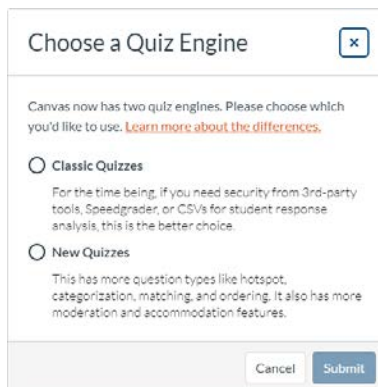 Choose a Quiz Engine
Canvas now has two quiz engines. Please choose which
you'd like to use. Learn more about the differences.
Classic Quizzes
For the time being, if you need security from 3rd-party
tools, Speedgrader, or CSVs for student response
analysis, this is the better choice.
New Quizzes
This has more question types like hotspot,
categorization, matching, and ordering. It also has more
moderation and accommodation features.
Cancel Submit